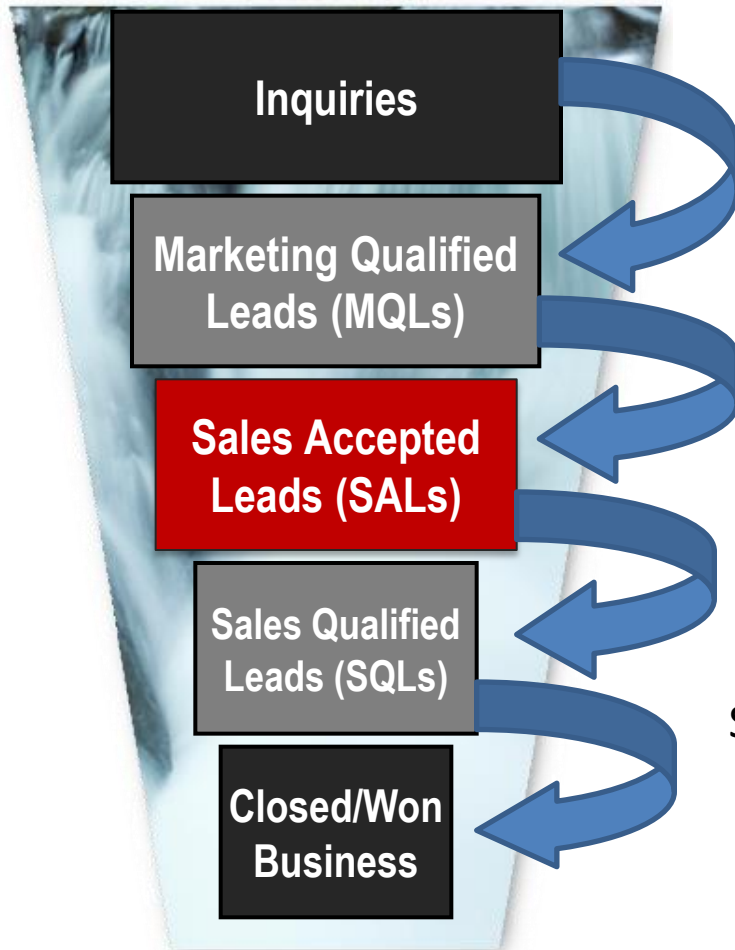 Inquiries
Marketing Qualified
Leads (MQLs)
Sales Accepted
Leads (SALs)
Sales Qualified
Leads (SQLs)
S
Closed/Won
Business